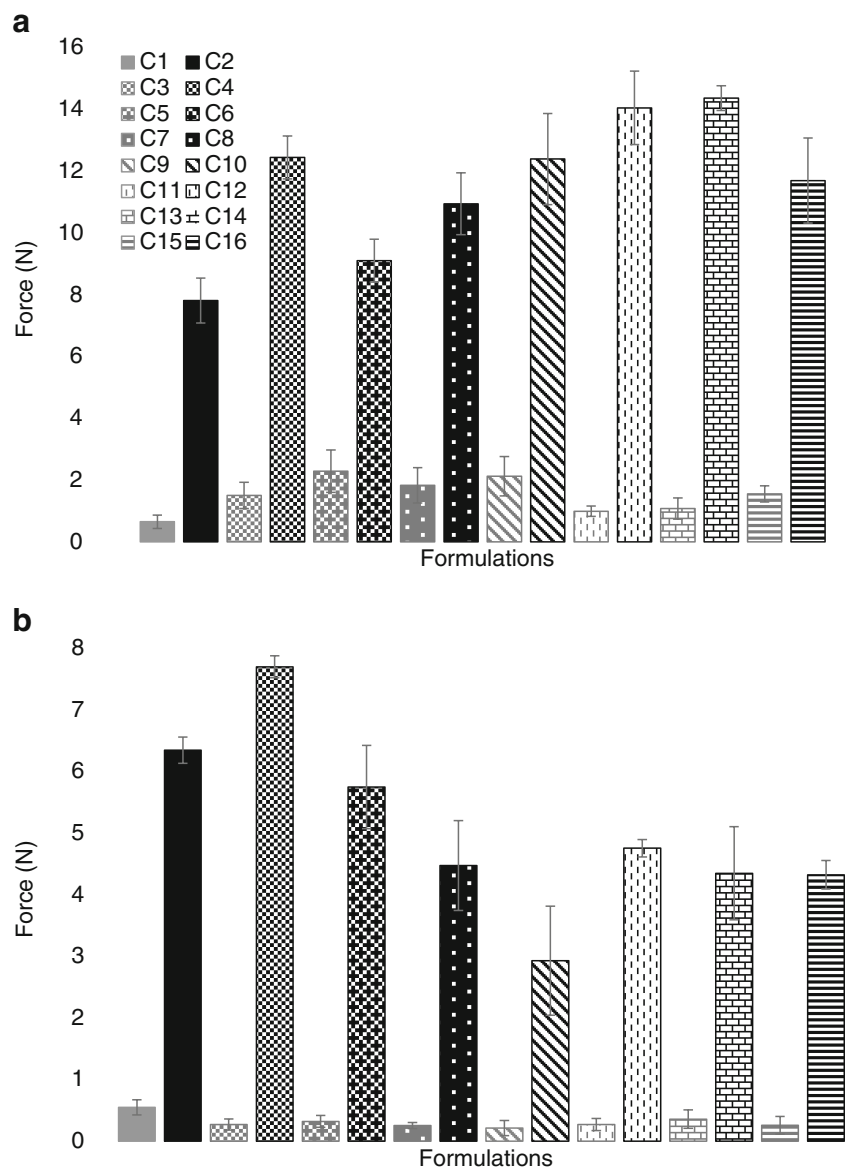 a
16
14
12
10
8
6
4
2
0
Force (N)
C1 C2
C3 C4
C5 C6
C7 C8
C9 C10
C11 C12
C13 C14
C15 C16
Formulations
b
8
7
6
5
4
3
2
1
0
Force (N)
Formulations